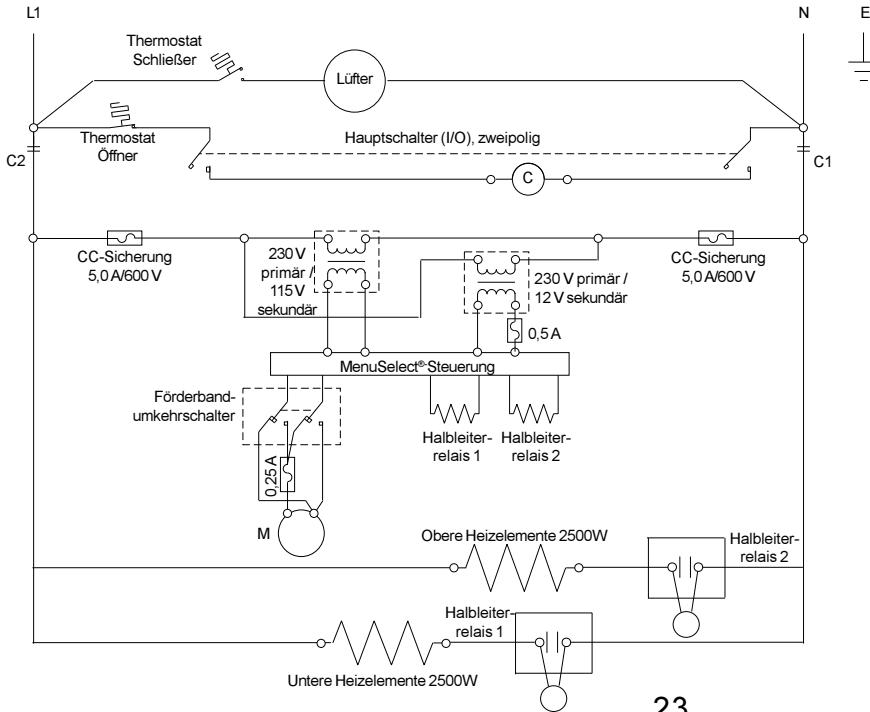 L1
N
E
Thermostat
Schließer
Lüfter
Thermostat
Öffner
Hauptschalter (I/O), zweipolig
C2
C1
C
CC-Sicherung
5,0 A/600 V
230 V
primär /
115 V
sekundär
230 V primär /
12 V sekundär
CC-Sicherung
5,0 A/600 V
0,5 A
MenuSelect®-Steuerung
Förderband-
umkehrschalter
Halbleiter-
relais 1
Halbleiter-
relais 2
0,25 A
M
Obere Heizelemente 2500W
Halbleiter-
relais 2
Halbleiter-
relais 1
Untere Heizelemente 2500W
23